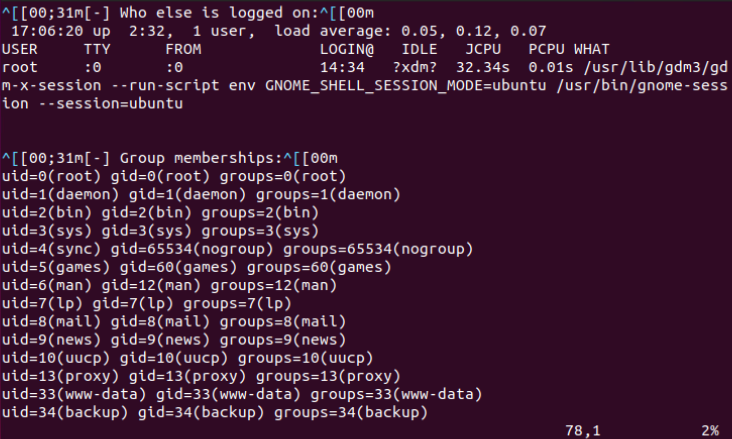 ^[[00;31m[-] Who else is logged on:^[[00m
 17:06:20 up  2:32,  1 user,  load average: 0.05, 0.12, 0.07
USER     TTY      FROM             LOGIN@   IDLE   JCPU   PCPU WHAT
root     :0       :0               14:34   ?xdm?  32.34s  0.01s /usr/lib/gdm3/gd
m-x-session --run-script env GNOME_SHELL_SESSION_MODE=ubuntu /usr/bin/gnome-sess
ion --session=ubuntu
^[[00;31m[-] Group memberships:^[[00m
uid=0(root) gid=0(root) groups=0(root)
uid=1(daemon) gid=1(daemon) groups=1(daemon)
uid=2(bin) gid=2(bin) groups=2(bin)
uid=3(sys) gid=3(sys) groups=3(sys)
uid=4(sync) gid=65534(nogroup) groups=65534(nogroup)
uid=5(games) gid=60(games) groups=60(games)
uid=6(man) gid=12(man) groups=12(man)
uid=7(lp) gid=7(lp) groups=7(lp)
uid=8(mail) gid=8(mail) groups=8(mail)
uid=9(news) gid=9(news) groups=9(news)
uid=10(uucp) gid=10(uucp) groups=10(uucp)
uid=13(proxy) gid=13(proxy) groups=13(proxy)
uid=33(www-data) gid=33(www-data) groups=33(www-data)
uid=34(backup) gid=34(backup) groups=34(backup)
78,1          2%